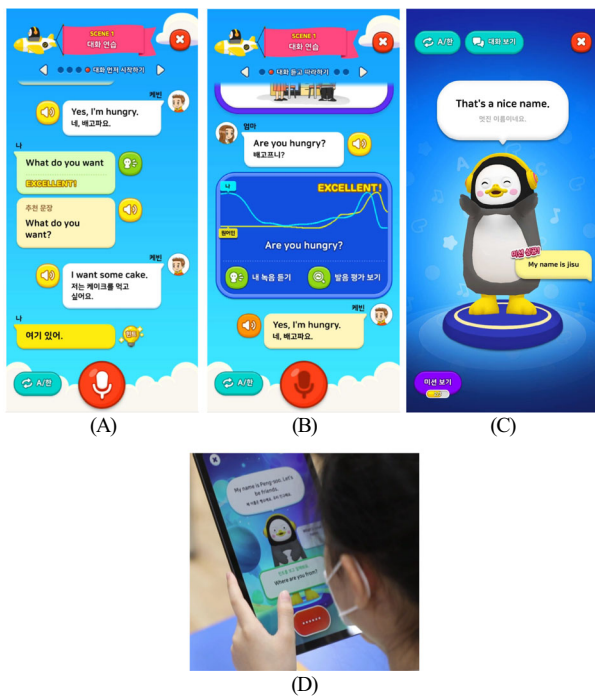 SCENE 1
대화 연습
대화 먼저 시작하기
케빈
Yes, I'm hungry.
네, 배고파요.
나
What do you want
EXCELLENT!
추천 문장
What do you
want?
케빈
I want some cake.
저는 케이크를 먹고
싶어요.
나
여기 있어.
힌트
A/한
(A)
SCENE 1
대화 연습
대화 듣고 따라하기
엄마
Are you hungry?
배고프니?
나
EXCELLENT!
원어민
Are you hungry?
내 녹음 듣기
발음 평가 보기
케빈
Yes, I'm hungry.
네, 배고파요.
A/한
(B)
A/한
대화 보기
That's a nice name.
멋진 이름이네요.
미션 성공!
My name is jisu
미션 보기
(C)
My name is Peng-soo. Let's
be friends.
Where are you from?
(D)